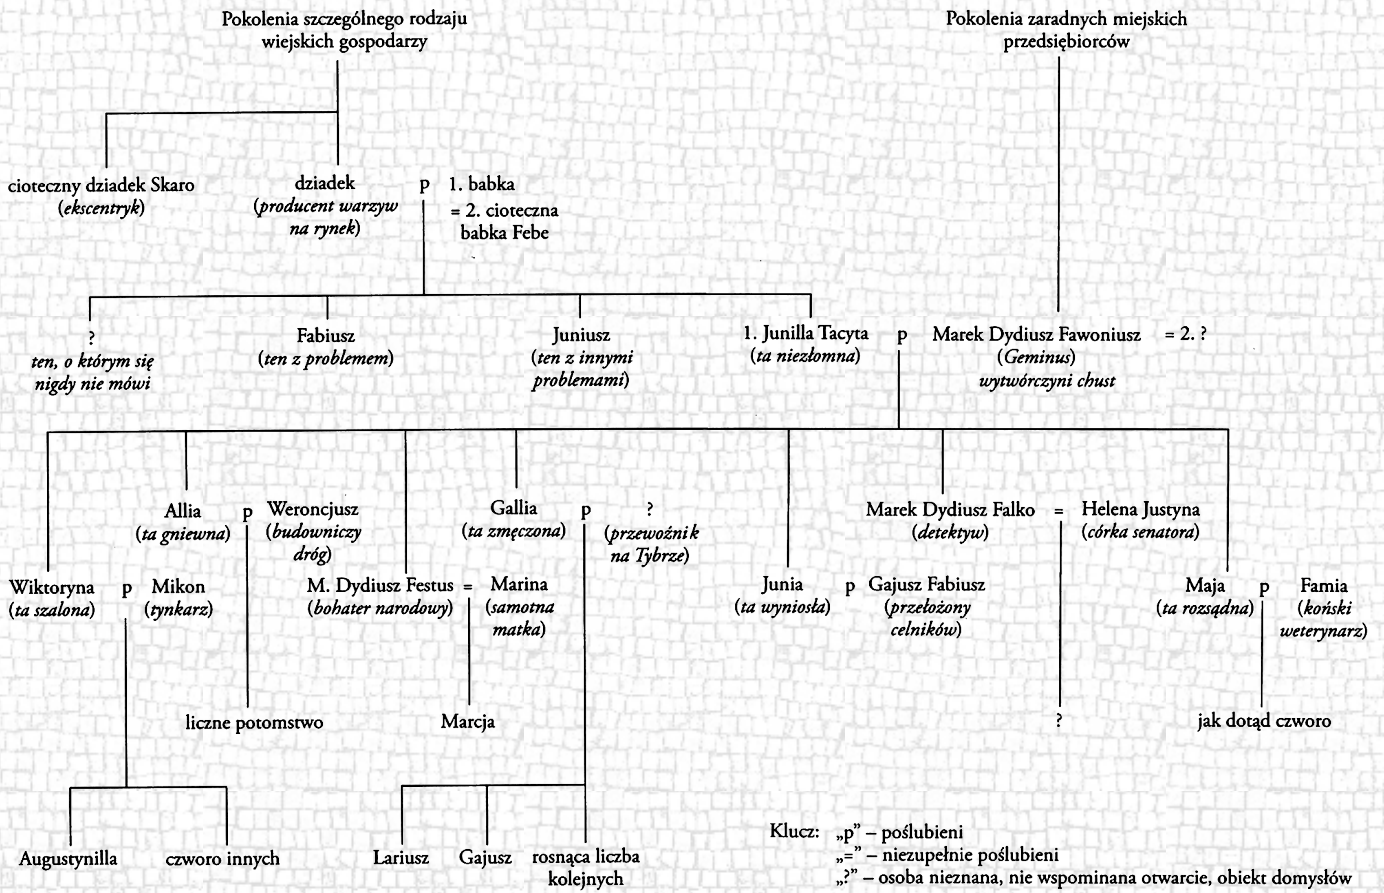 Pokolenia szczególnego rodzaju
wiejskich gospodarzy
Pokolenia zaradnych miejskich
przedsiębiorców
cioteczny dziadek Skaro
(ekscentryk)
dziadek
(producent warzyw
na rynek)
p
1. babka
= 2. cioteczna
babka Febe
?
ten, o którym się
nigdy nie mówi
Fabiusz
(ten z problemem)
Juniusz
(ten z innymi
problemami)
1. Junilla Tacyta
(ta niezłomna)
p
Marek Dydiusz Fawoniusz
(Geminus)
wytwórczyni chust
= 2. ?
Allia
(ta gniewna)
p
Weroncjusz
(budowniczy
dróg)
Gallia
(ta zmęczona)
p
?
(przewoźnik
na Tybrze)
Marek Dydiusz Falko
(detektyw)
=
Helena Justyna
(córka senatora)
Wiktoryna
(ta szalona)
p
Mikon
(tynkarz)
M. Dydiusz Festus
(bohater narodowy)
=
Marina
(samotna
matka)
Junia
(ta wyniosła)
p
Gajusz Fabiusz
(przełożony
celników)
Maja
(ta rozsądna)
p
Famia
(koński
weterynarz)
liczne potomstwo
Marcja
?
jak dotąd czworo
Augustynilla
czworo innych
Lariusz
Gajusz
rosnąca liczba
kolejnych
Klucz: „p” – poślubieni
„=” – niezupełnie poślubieni
„?” – osoba nieznana, nie wspominana otwarcie, obiekt domysłów